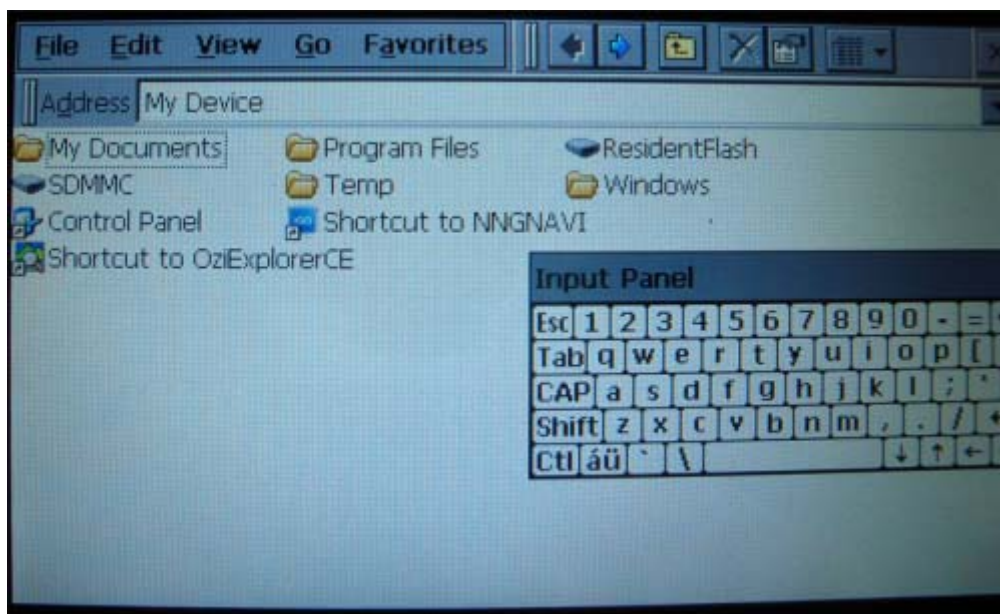 File Edit View Go Favorites
Address My Device
My Documents Program Files ResidentFlash
SDMMC Temp Windows
Control Panel Shortcut to NNGNAVI
Shortcut to OziExplorerCE
Input Panel
Esc 1 2 3 4 5 6 7 8 9 0 - =
Tab q w e r t y u i o p [
CAP a s d f g h j k l ; '
Shift z x c v b n m , . /
Ctl áü ` \ ↓ ↑ ←